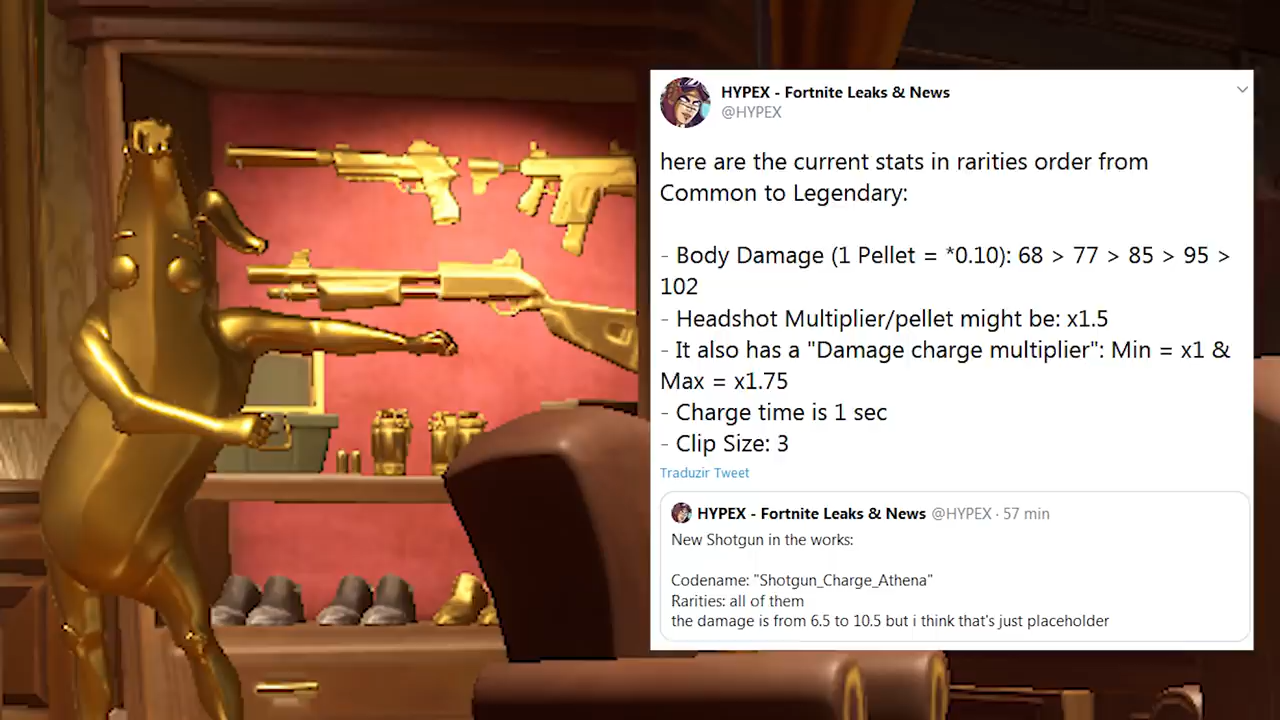 HYPEX - Fortnite Leaks & News
@HYPEX
here are the current stats in rarities order from
Common to Legendary:
- Body Damage (1 Pellet = *0.10): 68 > 77 > 85 > 95 >
102
- Headshot Multiplier/pellet might be: x1.5
- It also has a "Damage charge multiplier": Min = x1 &
Max = x1.75
- Charge time is 1 sec
- Clip Size: 3
Traduzir Tweet
HYPEX - Fortnite Leaks & News @HYPEX · 57 min
New Shotgun in the works:
Codename: "Shotgun_Charge_Athena"
Rarities: all of them
the damage is from 6.5 to 10.5 but i think that's just placeholder